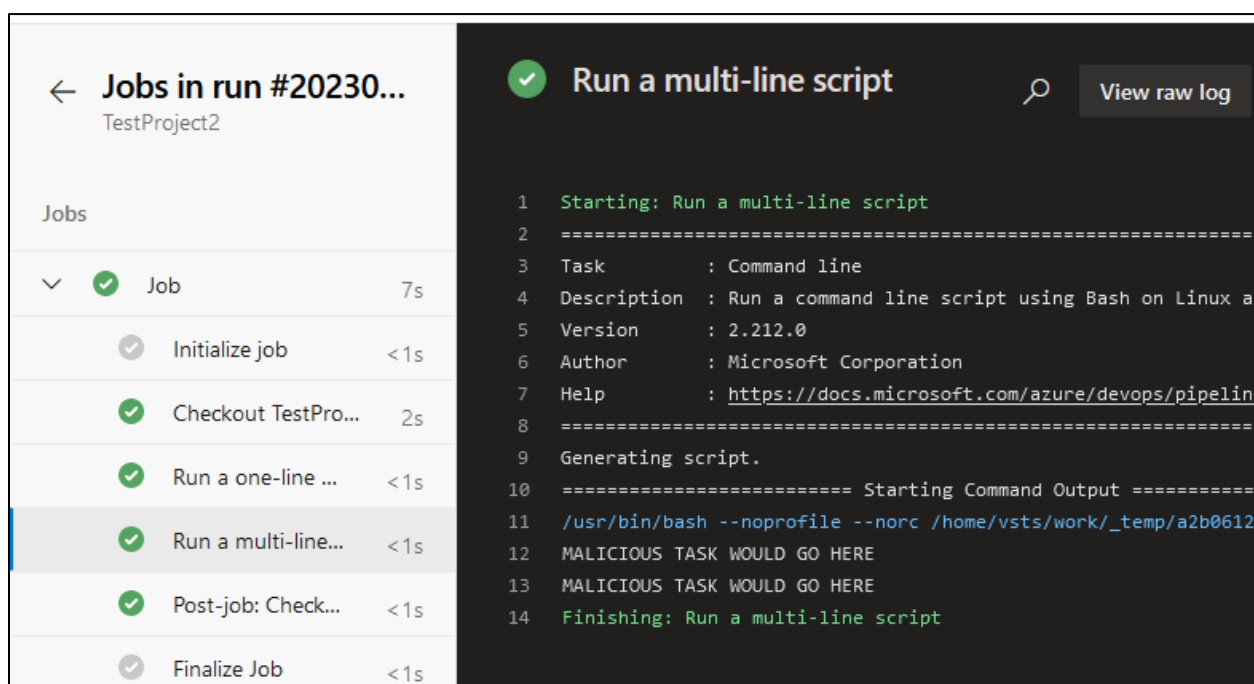 Jobs in run #20230...
TestProject2
Jobs
Job 7s
Initialize job <1s
Checkout TestPro... 2s
Run a one-line ... <1s
Run a multi-line... <1s
Post-job: Check... <1s
Finalize Job <1s
Run a multi-line script
View raw log
1 Starting: Run a multi-line script
2 ==============================================================
3 Task : Command line
4 Description : Run a command line script using Bash on Linux a
5 Version : 2.212.0
6 Author : Microsoft Corporation
7 Help : https://docs.microsoft.com/azure/devops/pipelin
8 ==============================================================
9 Generating script.
10 ========================== Starting Command Output ===========
11 /usr/bin/bash --noprofile --norc /home/vsts/work/_temp/a2b0612
12 MALICIOUS TASK WOULD GO HERE
13 MALICIOUS TASK WOULD GO HERE
14 Finishing: Run a multi-line script